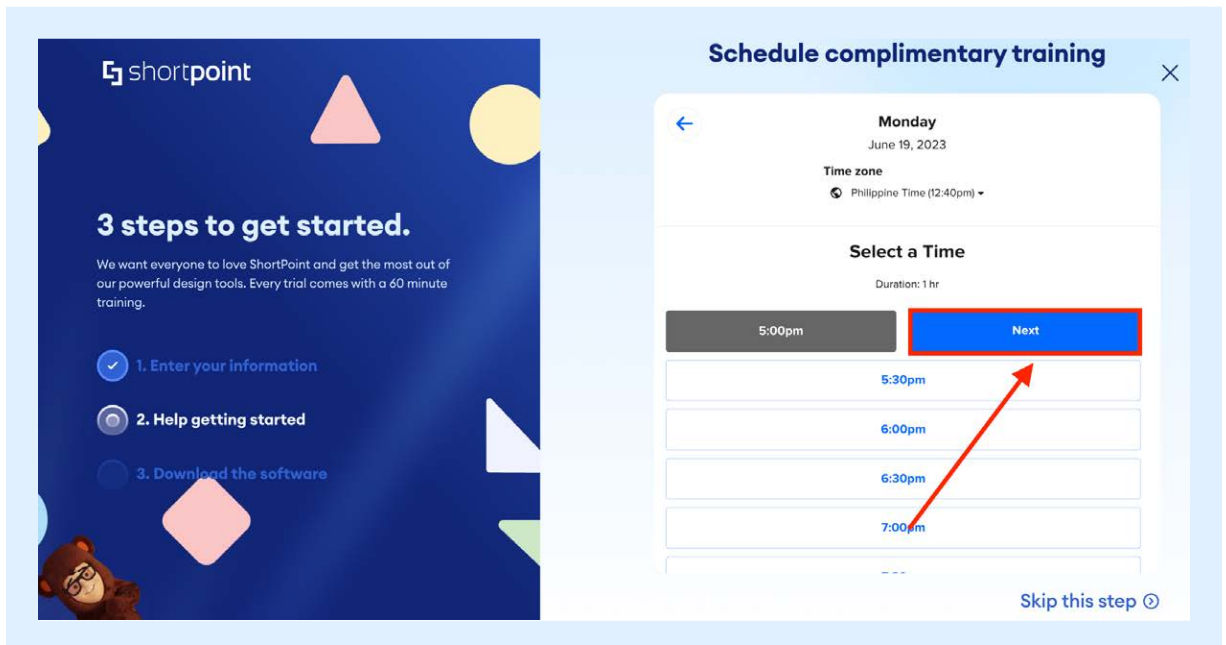 shortpoint
3 steps to get started.
We want everyone to love ShortPoint and get the most out of
our powerful design tools. Every trial comes with a 60 minute
training.
1. Enter your information
2. Help getting started
3. Download the software
Schedule complimentary training
Monday
June 19, 2023
Time zone
Philippine Time (12:40pm)
Select a Time
Duration: 1 hr
5:00pm
Next
5:30pm
6:00pm
6:30pm
7:00pm
Skip this step